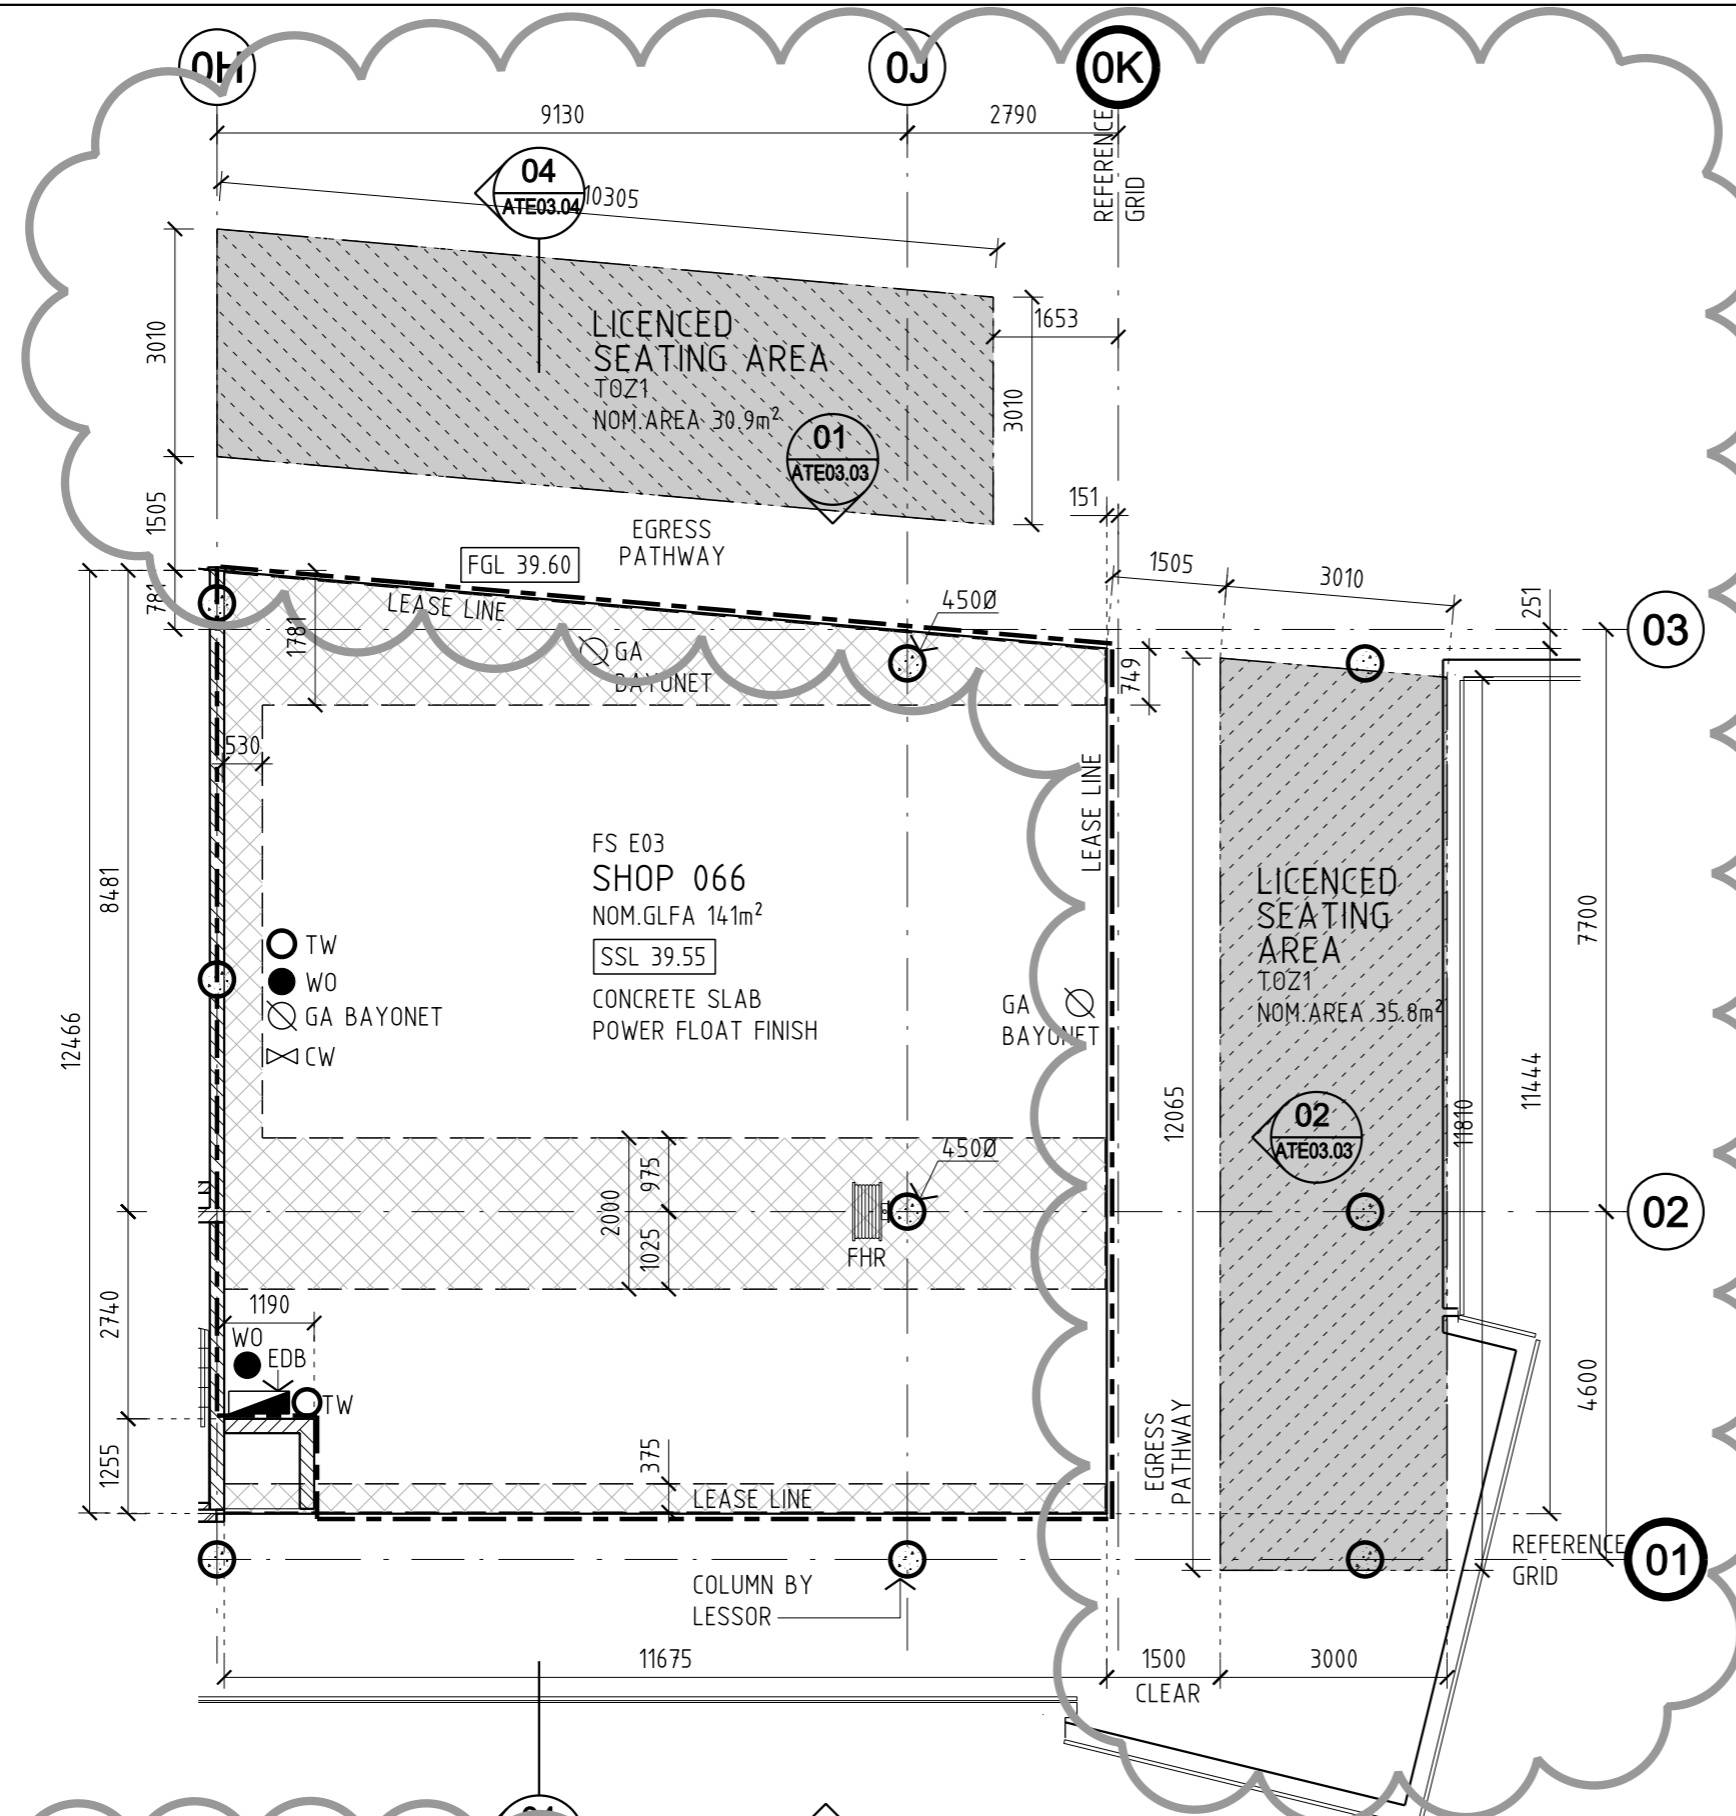 0H
0J
0K
9130
2790
REFERENCE
GRID
04
ATE03.04
10305
3010
1653
LICENCED
SEATING AREA
T0Z1
NOM.AREA 30.9m²
3010
01
ATE03.03
151
1505
EGRESS
PATHWAY
FGL 39.60
1505
3010
251
781
LEASE LINE
450Ø
03
1781
GA
BAYONET
749
530
LEASE LINE
8481
FS E03
SHOP 066
NOM.GLFA 141m²
SSL 39.55
CONCRETE SLAB
POWER FLOAT FINISH
TW
WO
GA BAYONET
CW
GA
BAYONET
LICENCED
SEATING
AREA
T0Z1
NOM.AREA 35.8m²
7700
12466
12065
02
ATE03.03
11810
11444
975
2000
1025
450Ø
FHR
02
2740
1190
WO
EDB
TW
4600
1255
375
LEASE LINE
EGRESS
PATHWAY
REFERENCE
GRID
01
COLUMN BY
LESSOR
11675
1500
CLEAR
3000